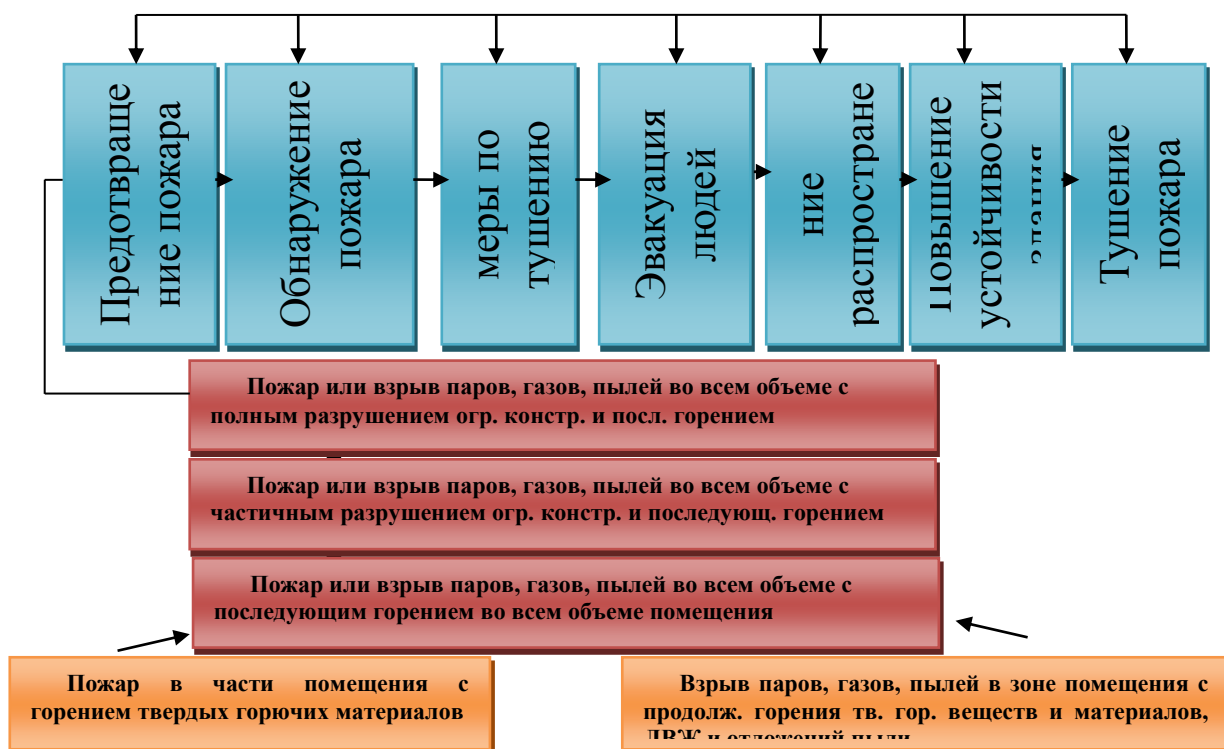 Предотвраще
ние пожара
Обнаружение
пожара
меры по
тушению
Эвакуация
людей
ние
распростране
Повышение
устойчивости
Тушение
пожара
Пожар или взрыв паров, газов, пылей во всем объеме с
полным разрушением огр. констр. и посл. горением
Пожар или взрыв паров, газов, пылей во всем объеме с
частичным разрушением огр. констр. и последующ. горением
Пожар или взрыв паров, газов, пылей во всем объеме с
последующим горением во всем объеме помещения
Пожар в части помещения с
горением твердых горючих материалов
Взрыв паров, газов, пылей в зоне помещения с
продолж. горения тв. гор. веществ и материалов,
ЛВЖ и отложений пыли